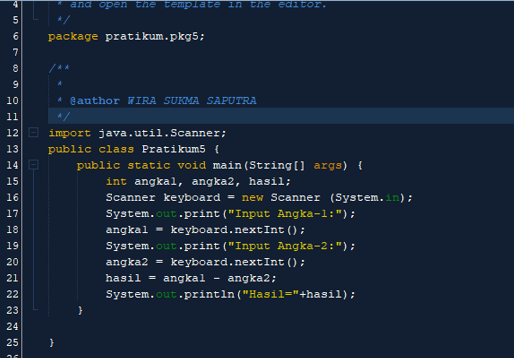 4 * and open the template in the editor.
5 */
6 package pratikum.pkg5;
7
8 /**
9 *
10 * @author WIRA SUKMA SAPUTRA
11 */
12 import java.util.Scanner;
13 public class Pratikum5 {
14 public static void main(String[] args) {
15 int angka1, angka2, hasil;
16 Scanner keyboard = new Scanner (System.in);
17 System.out.print("Input Angka-1:");
18 angka1 = keyboard.nextInt();
19 System.out.print("Input Angka-2:");
20 angka2 = keyboard.nextInt();
21 hasil = angka1 - angka2;
22 System.out.println("Hasil="+hasil);
23 }
24
25 }